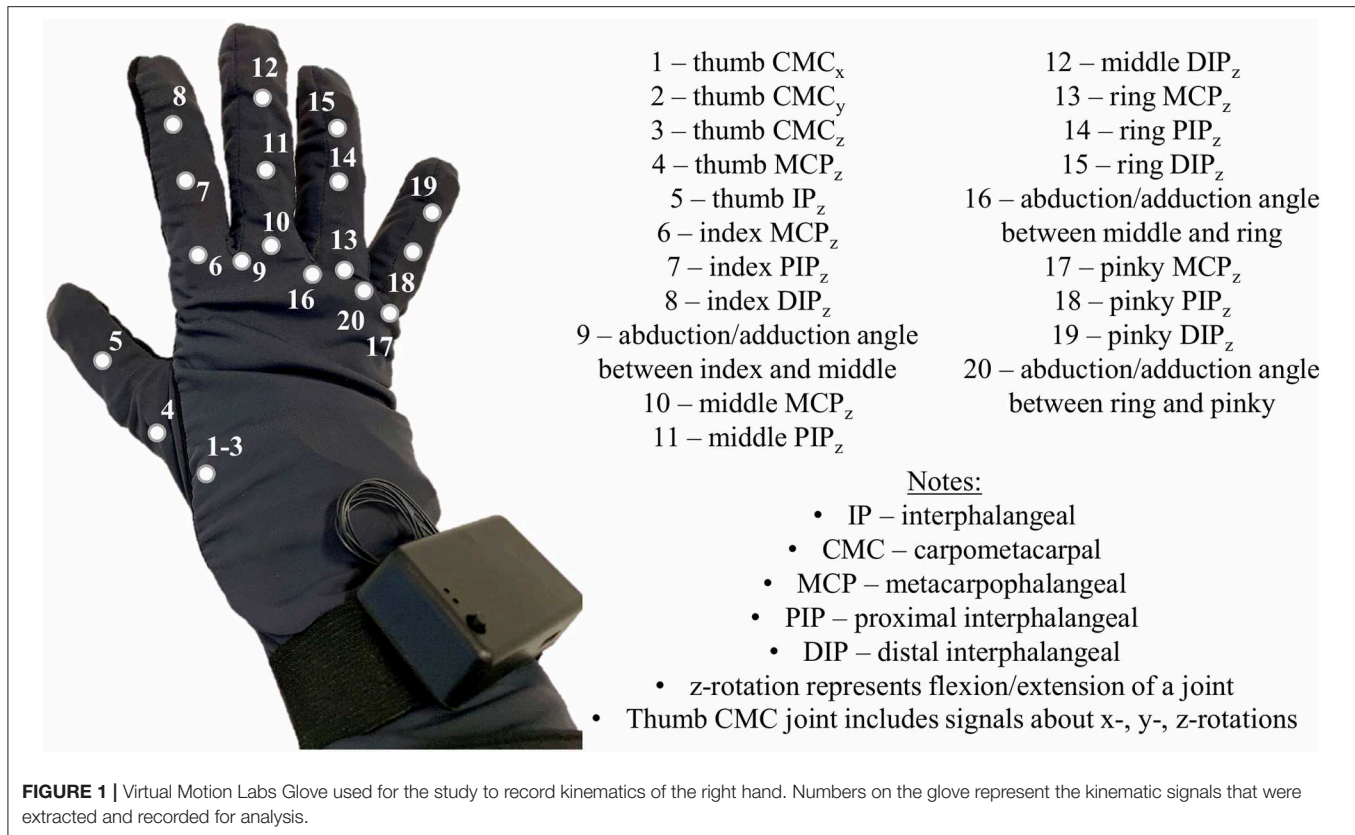 12
8
15
11
14
7
19
10
13
6
9
18
16
20
17
5
4
1-3
1 – thumb CMCx
2 – thumb CMCy
3 – thumb CMCz
4 – thumb MCPz
5 – thumb IPz
6 – index MCPz
7 – index PIPz
8 – index DIPz
9 – abduction/adduction angle
between index and middle
10 – middle MCPz
11 – middle PIPz
12 – middle DIPz
13 – ring MCPz
14 – ring PIPz
15 – ring DIPz
16 – abduction/adduction angle
between middle and ring
17 – pinky MCPz
18 – pinky PIPz
19 – pinky DIPz
20 – abduction/adduction angle
between ring and pinky
Notes:
• IP – interphalangeal
• CMC – carpometacarpal
• MCP – metacarpophalangeal
• PIP – proximal interphalangeal
• DIP – distal interphalangeal
• z-rotation represents flexion/extension of a joint
• Thumb CMC joint includes signals about x-, y-, z-rotations
FIGURE 1 | Virtual Motion Labs Glove used for the study to record kinematics of the right hand. Numbers on the glove represent the kinematic signals that were
extracted and recorded for analysis.